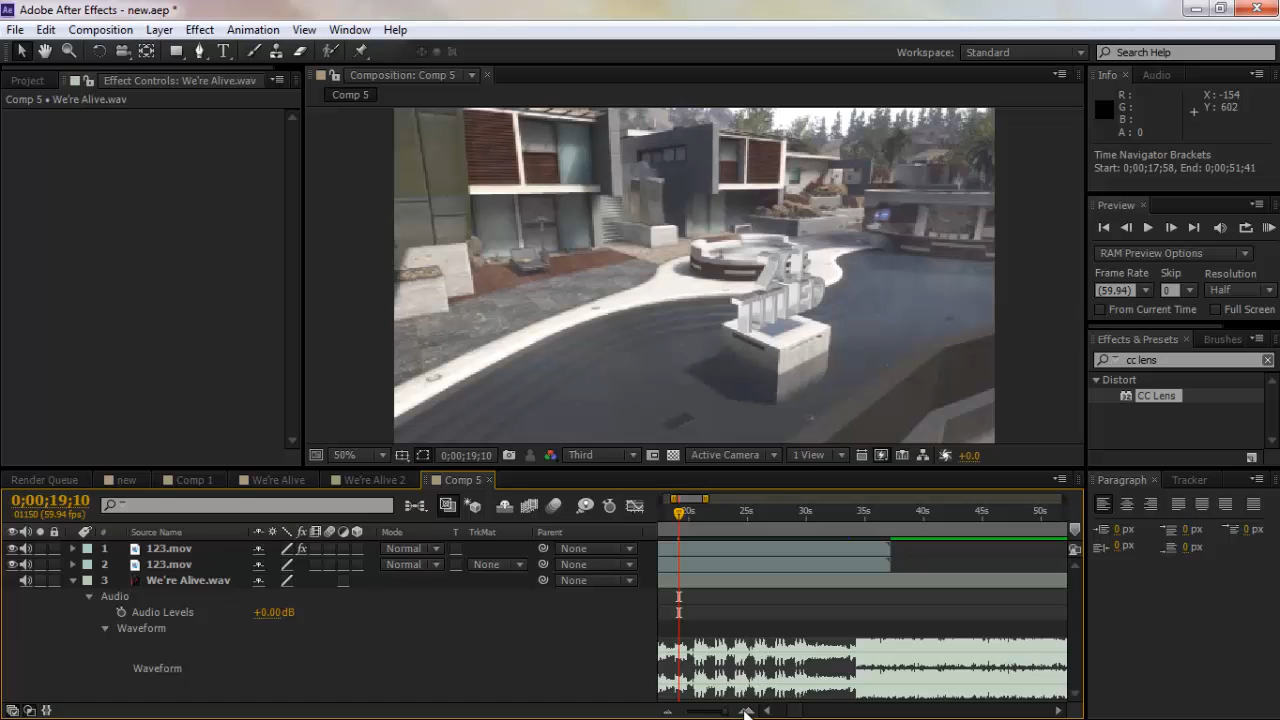 Adobe After Effects - new.aep *
File Edit Composition Layer Effect Animation View Window Help
Workspace: Standard Search Help
Project Effect Controls: We're Alive.wav
Comp 5 • We're Alive.wav
Composition: Comp 5
Comp 5
Info Audio
R : X: -154
G : Y: 602
B :
A : 0
Time Navigator Brackets
Start: 0;00;17;58, End: 0;00;51;41
Preview
RAM Preview Options
Frame Rate Skip Resolution
(59.94) 0 Half
From Current Time Full Screen
Effects & Presets Brushes
cc lens
Distort
CC Lens
50% 0;00;19;10 Third Active Camera 1 View +0.0
Render Queue new Comp 1 We're Alive We're Alive 2 Comp 5
0;00;19;10
01150 (59.94 fps)
20s 25s 30s 35s 40s 45s 50s
# Source Name Mode T TrkMat Parent
1 123.mov Normal None
2 123.mov Normal None None
3 We're Alive.wav None
Audio
Audio Levels +0.00dB
Waveform
Waveform
Paragraph Tracker
0 px 0 px 0 px
0 px 0 px